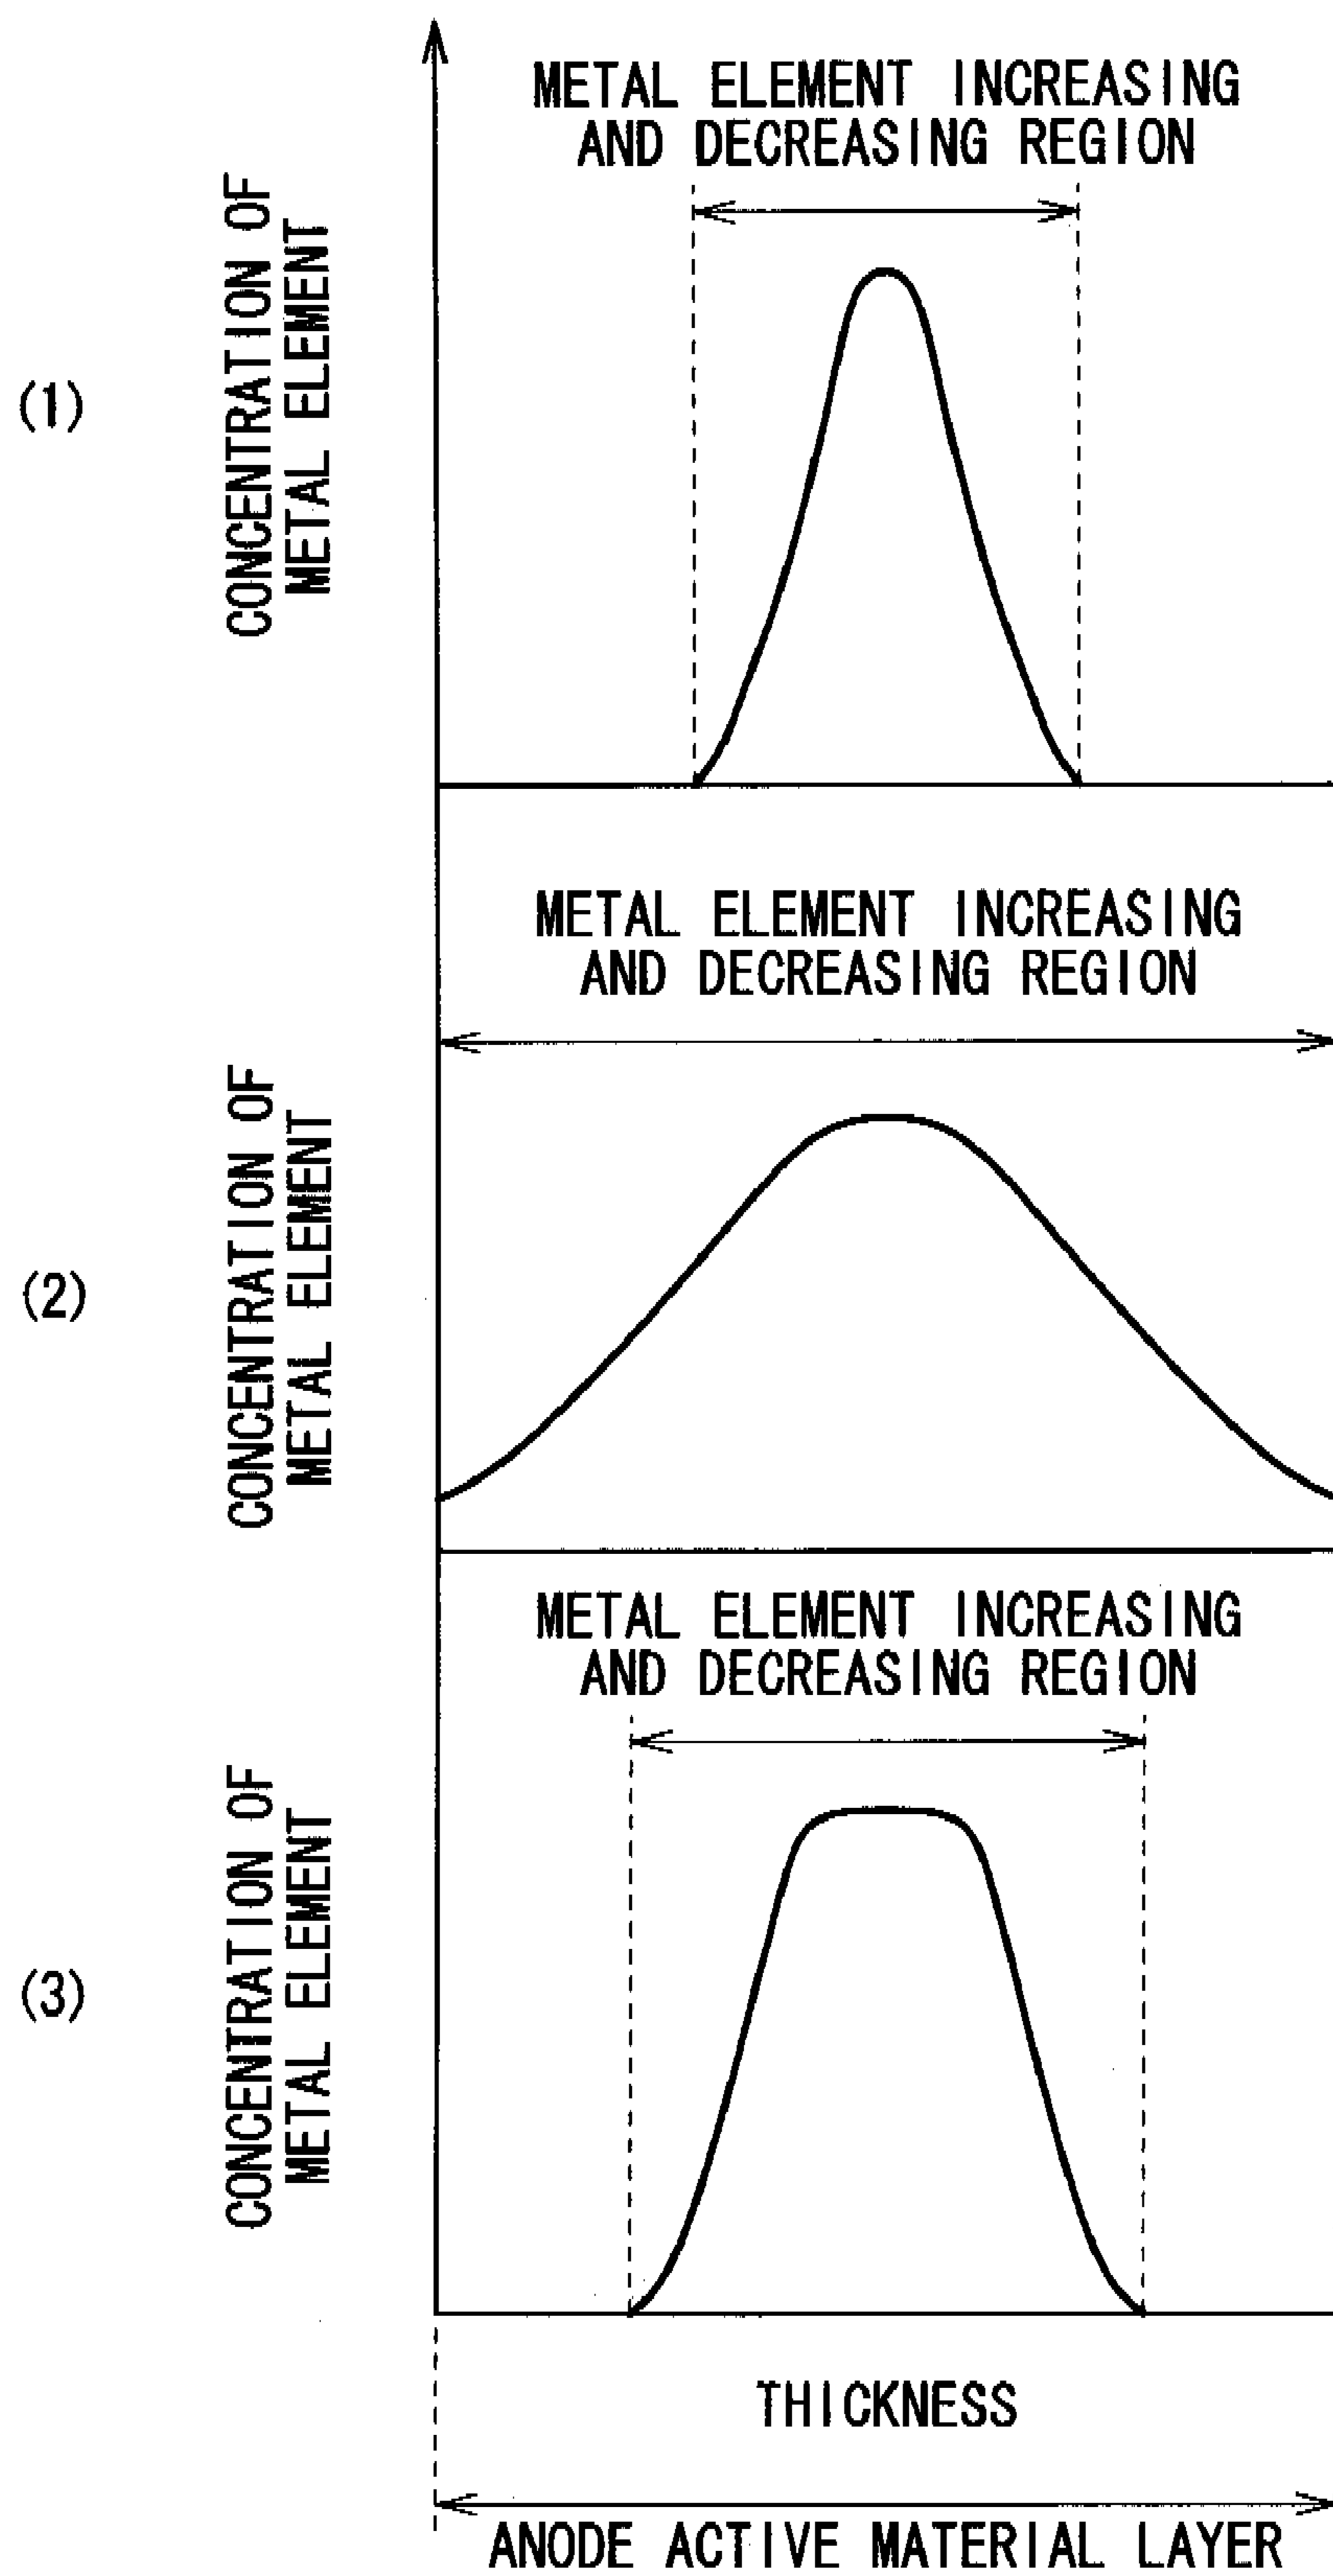 METAL ELEMENT INCREASING
AND DECREASING REGION
(1)
CONCENTRATION OF
METAL ELEMENT
METAL ELEMENT INCREASING
AND DECREASING REGION
(2)
CONCENTRATION OF
METAL ELEMENT
METAL ELEMENT INCREASING
AND DECREASING REGION
(3)
CONCENTRATION OF
METAL ELEMENT
THICKNESS
ANODE ACTIVE MATERIAL LAYER